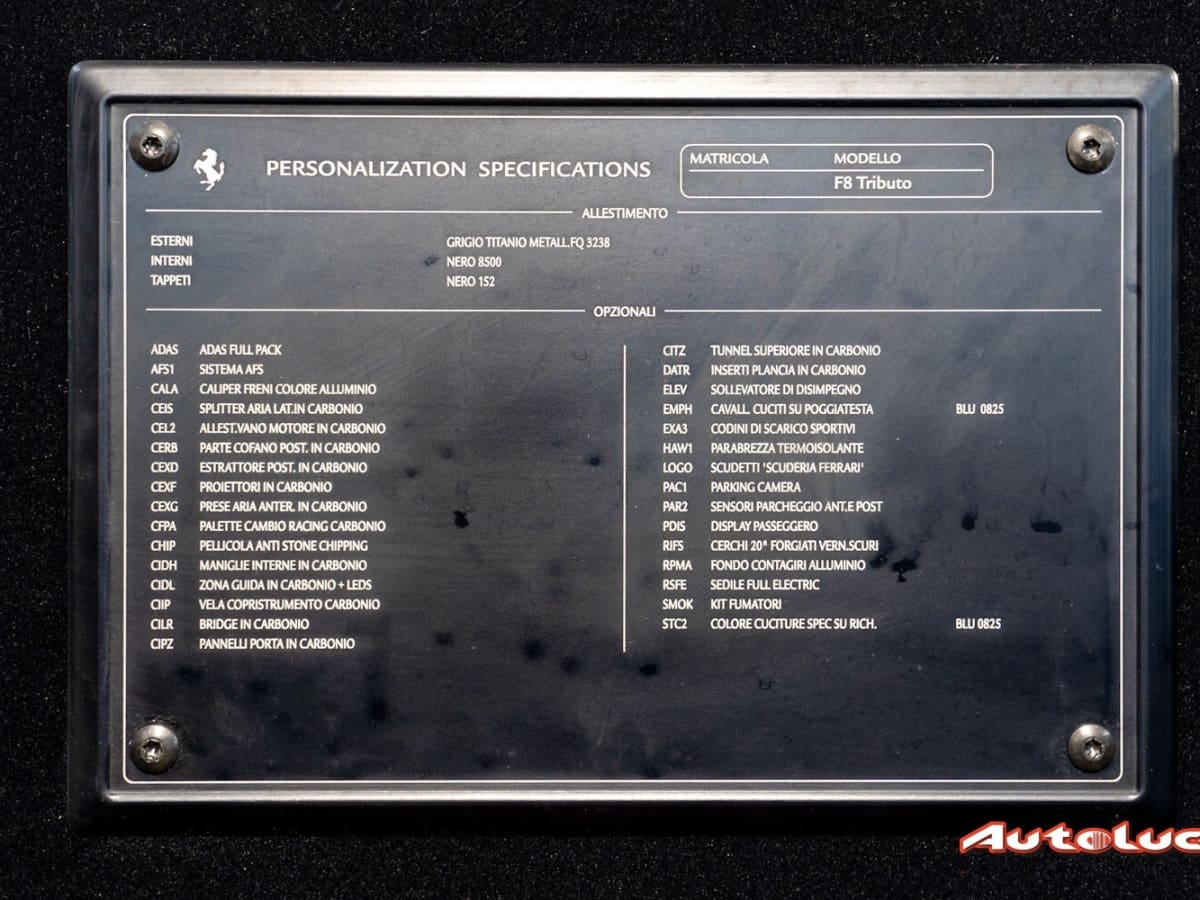 PERSONALIZATION SPECIFICATIONS
MATRICOLA MODELLO
F8 Tributo
ALLESTIMENTO
ESTERNI GRIGIO TITANIO METALL.FQ 3238
INTERNI NERO 8500
TAPPETI NERO 152
OPZIONALI
ADAS ADAS FULL PACK
AFS1 SISTEMA AFS
CALA CALIPER FRENI COLORE ALLUMINIO
CEIS SPLITTER ARIA LAT.IN CARBONIO
CEL2 ALLEST.VANO MOTORE IN CARBONIO
CERB PARTE COFANO POST. IN CARBONIO
CEXD ESTRATTORE POST. IN CARBONIO
CEXF PROIETTORI IN CARBONIO
CEXG PRESE ARIA ANTER. IN CARBONIO
CFPA PALETTE CAMBIO RACING CARBONIO
CHIP PELLICOLA ANTI STONE CHIPPING
CIDH MANIGLIE INTERNE IN CARBONIO
CIDL ZONA GUIDA IN CARBONIO + LEDS
CIIP VELA COPRISTRUMENTO CARBONIO
CILR BRIDGE IN CARBONIO
CIPZ PANNELLI PORTA IN CARBONIO
CITZ TUNNEL SUPERIORE IN CARBONIO
DATR INSERTI PLANCIA IN CARBONIO
ELEV SOLLEVATORE DI DISIMPEGNO
EMPH CAVALL. CUCITI SU POGGIATESTA BLU 0825
EXA3 CODINI DI SCARICO SPORTIVI
HAW1 PARABREZZA TERMOISOLANTE
LOGO SCUDETTI 'SCUDERIA FERRARI'
PAC1 PARKING CAMERA
PAR2 SENSORI PARCHEGGIO ANT.E POST
PDIS DISPLAY PASSEGGERO
RIFS CERCHI 20" FORGIATI VERN.SCURI
RPMA FONDO CONTAGIRI ALLUMINIO
RSFE SEDILE FULL ELECTRIC
SMOK KIT FUMATORI
STC2 COLORE CUCITURE SPEC SU RICH. BLU 0825